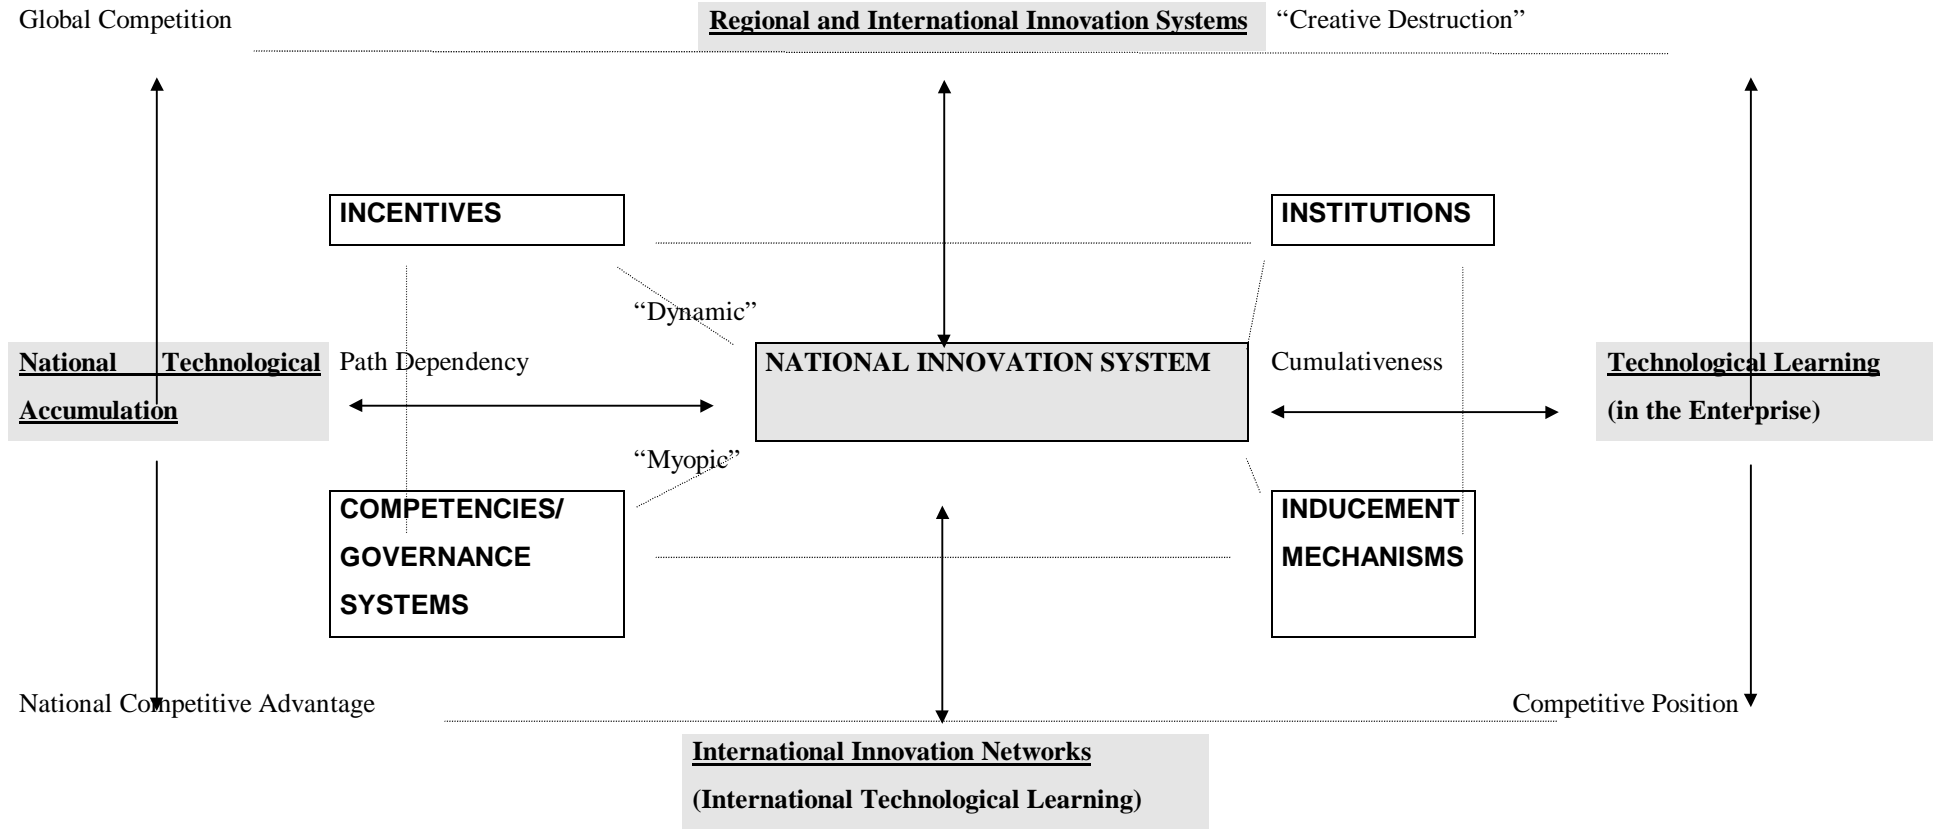 Global Competition
Regional and International Innovation Systems
“Creative Destruction”
INCENTIVES
INSTITUTIONS
“Dynamic”
National Technological
Accumulation
Path Dependency
NATIONAL INNOVATION SYSTEM
Cumulativeness
Technological Learning
(in the Enterprise)
“Myopic”
COMPETENCIES/
GOVERNANCE
SYSTEMS
INDUCEMENT
MECHANISMS
National Competitive Advantage
Competitive Position
International Innovation Networks
(International Technological Learning)